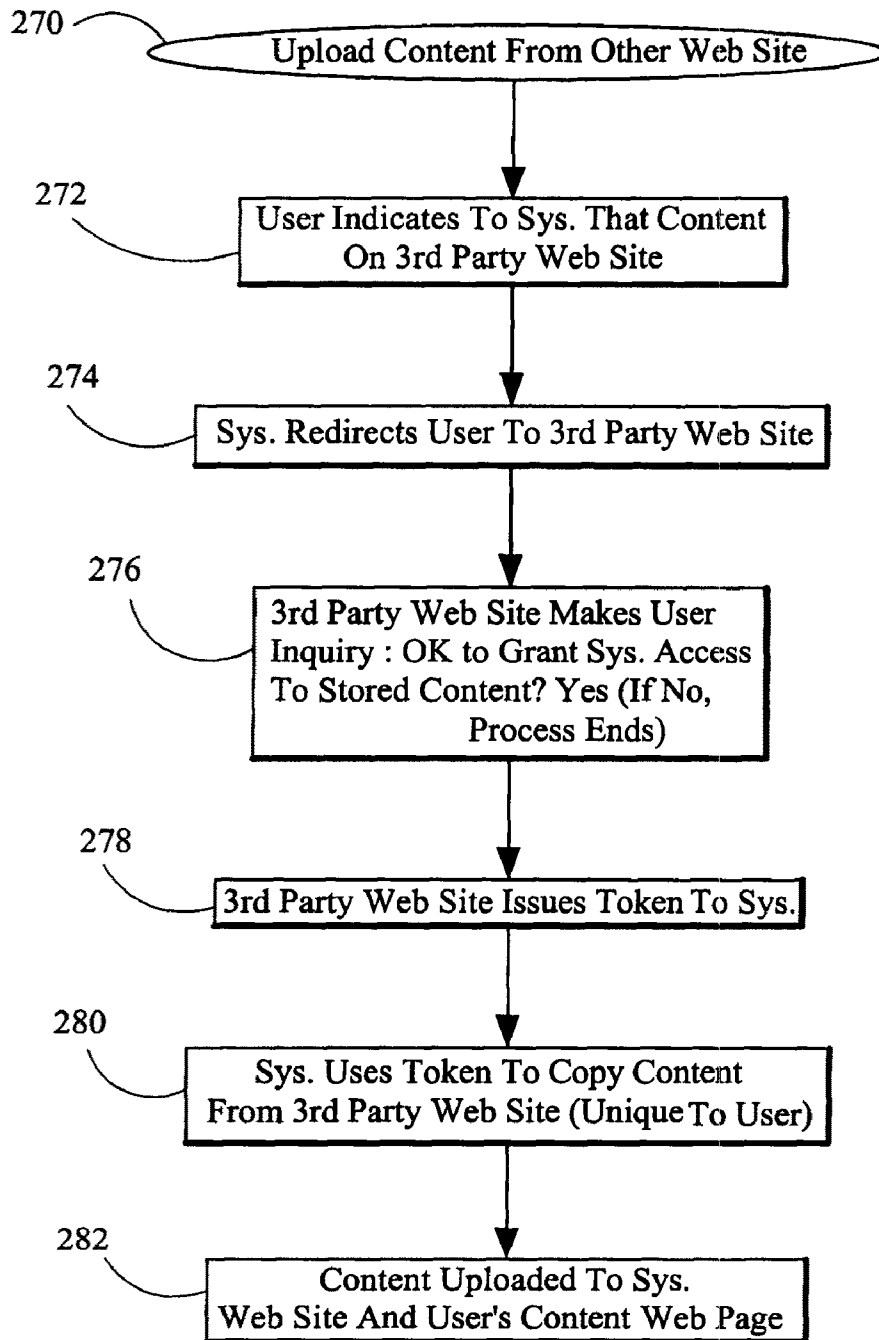 270
Upload Content From Other Web Site
272
User Indicates To Sys. That Content
On 3rd Party Web Site
274
Sys. Redirects User To 3rd Party Web Site
276
3rd Party Web Site Makes User
Inquiry : OK to Grant Sys. Access
To Stored Content? Yes (If No,
Process Ends)
278
3rd Party Web Site Issues Token To Sys.
280
Sys. Uses Token To Copy Content
From 3rd Party Web Site (Unique To User)
282
Content Uploaded To Sys.
Web Site And User's Content Web Page